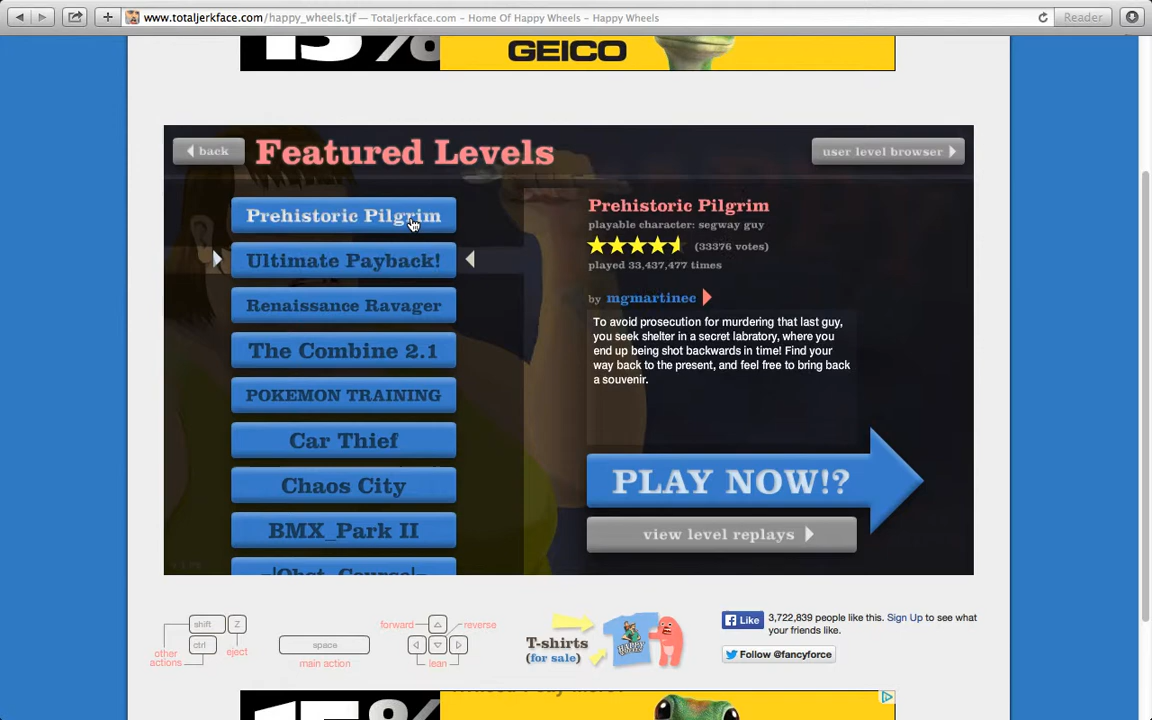 www.totaljerkface.com/happy_wheels.tjf — Totaljerkface.com – Home Of Happy Wheels – Happy Wheels
Reader
15%
GEICO
back
Featured Levels
user level browser
Prehistoric Pilgrim
Ultimate Payback!
Renaissance Ravager
The Combine 2.1
POKEMON TRAINING
Car Thief
Chaos City
BMX_Park II
-|Obst. Course|-
Prehistoric Pilgrim
playable character: segway guy
(33376 votes)
played 33,437,477 times
by mgmartinec
To avoid prosecution for murdering that last guy,
you seek shelter in a secret labratory, where you
end up being shot backwards in time! Find your
way back to the present, and feel free to bring back
a souvenir.
PLAY NOW!?
view level replays
shift
Z
ctrl
other
actions
eject
space
main action
forward
reverse
lean
T-shirts
(for sale)
Like
3,722,839 people like this. Sign Up to see what
your friends like.
Follow @fancyforce
15%